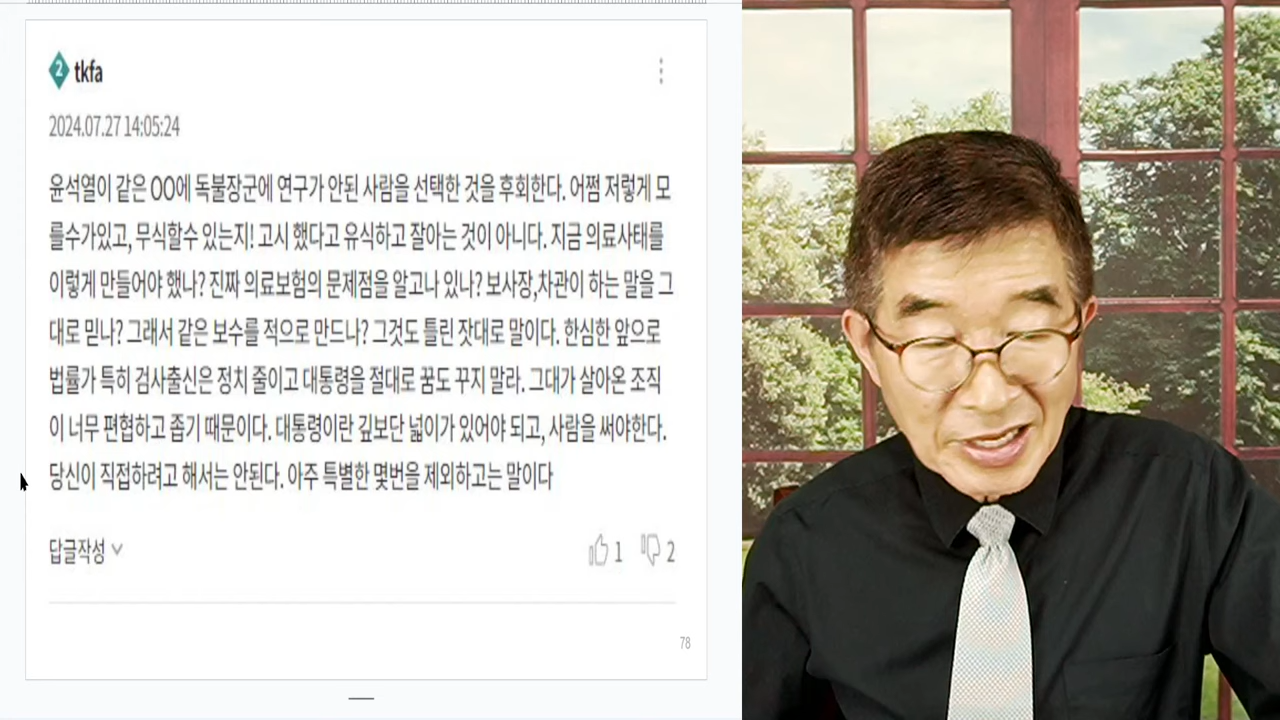 2 tkfa
2024.07.27 14:05:24
윤석열이 같은 OO에 독불장군에 연구가 안된 사람을 선택한 것을 후회한다. 어쩜 저렇게 모
를수가있고, 무식할수 있는지! 고시 했다고 유식하고 잘아는 것이 아니다. 지금 의료사태를
이렇게 만들어야 했나? 진짜 의료보험의 문제점을 알고나 있나? 보사장,차관이 하는 말을 그
대로 믿나? 그래서 같은 보수를 적으로 만드나? 그것도 틀린 잣대로 말이다. 한심한 앞으로
법률가 특히 검사출신은 정치 줄이고 대통령을 절대로 꿈도 꾸지 말라. 그대가 살아온 조직
이 너무 편협하고 좁기 때문이다. 대통령이란 깊보단 넓이가 있어야 되고, 사람을 써야한다.
당신이 직접하려고 해서는 안된다. 아주 특별한 몇번을 제외하고는 말이다
답글작성
1 2
78